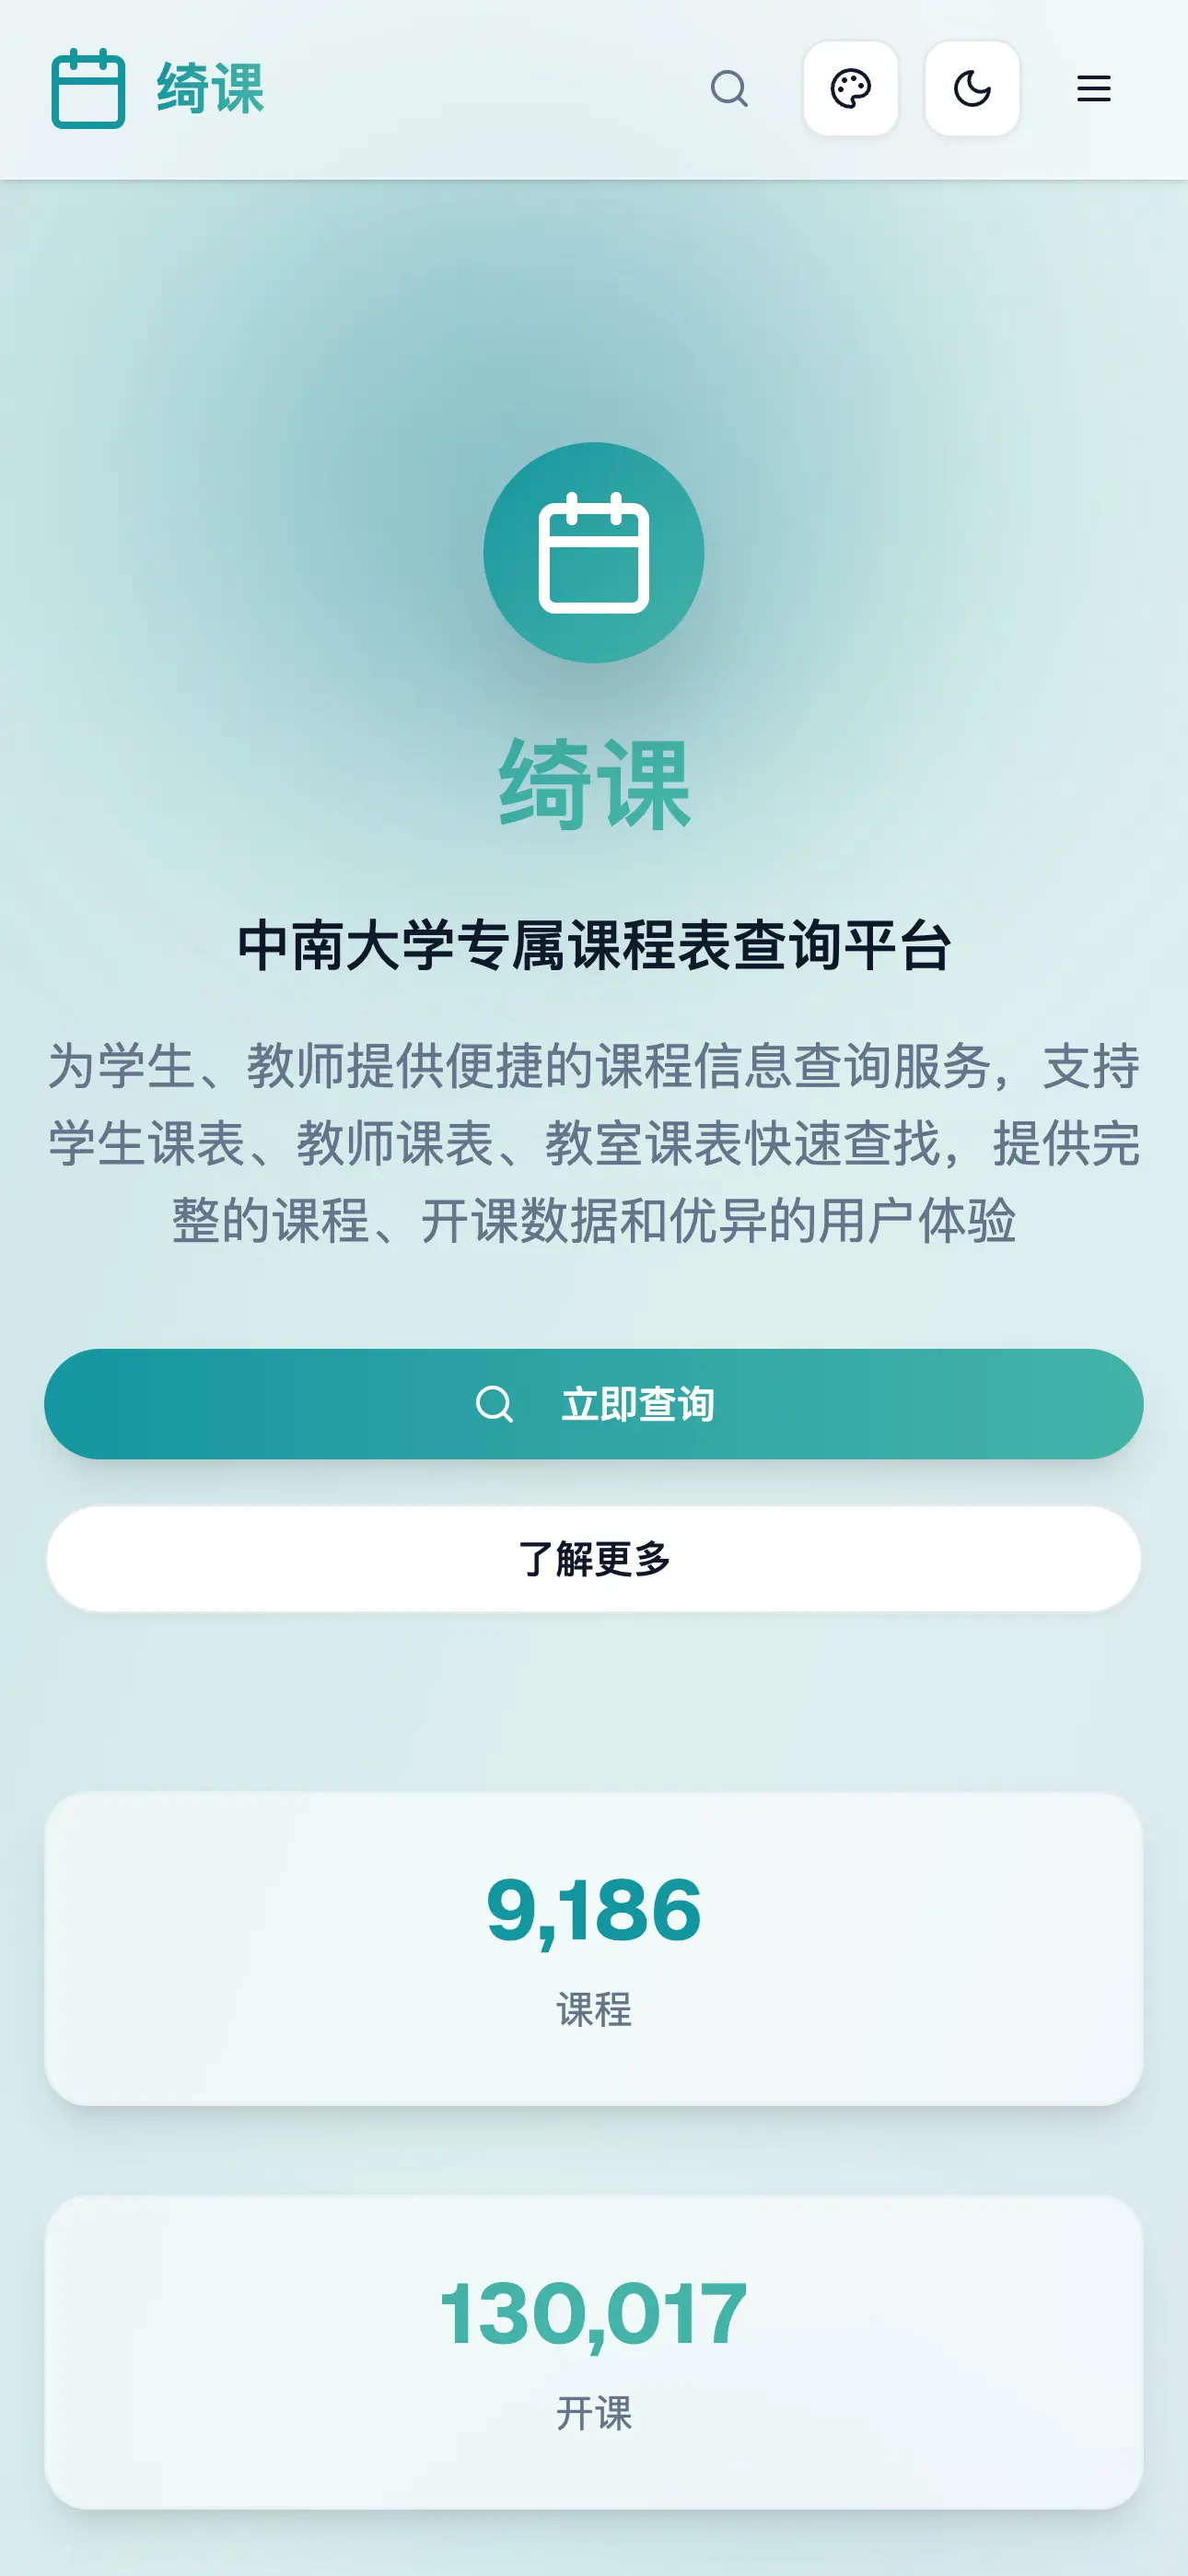 绮课
绮课
中南大学专属课程表查询平台
为学生、教师提供便捷的课程信息查询服务，支持
学生课表、教师课表、教室课表快速查找，提供完
整的课程、开课数据和优异的用户体验
立即查询
了解更多
9,186
课程
130,017
开课